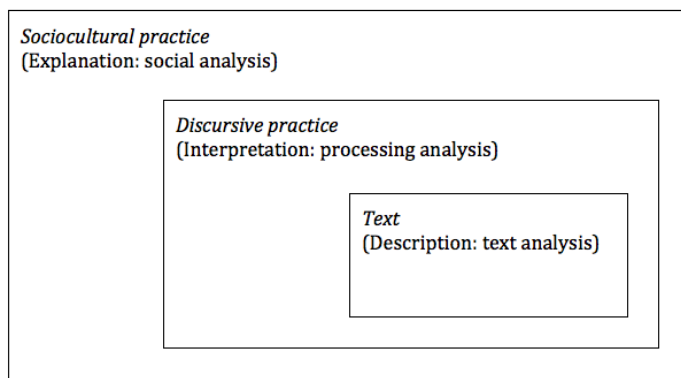 Sociocultural practice
(Explanation: social analysis)
Discursive practice
(Interpretation: processing analysis)
Text
(Description: text analysis)